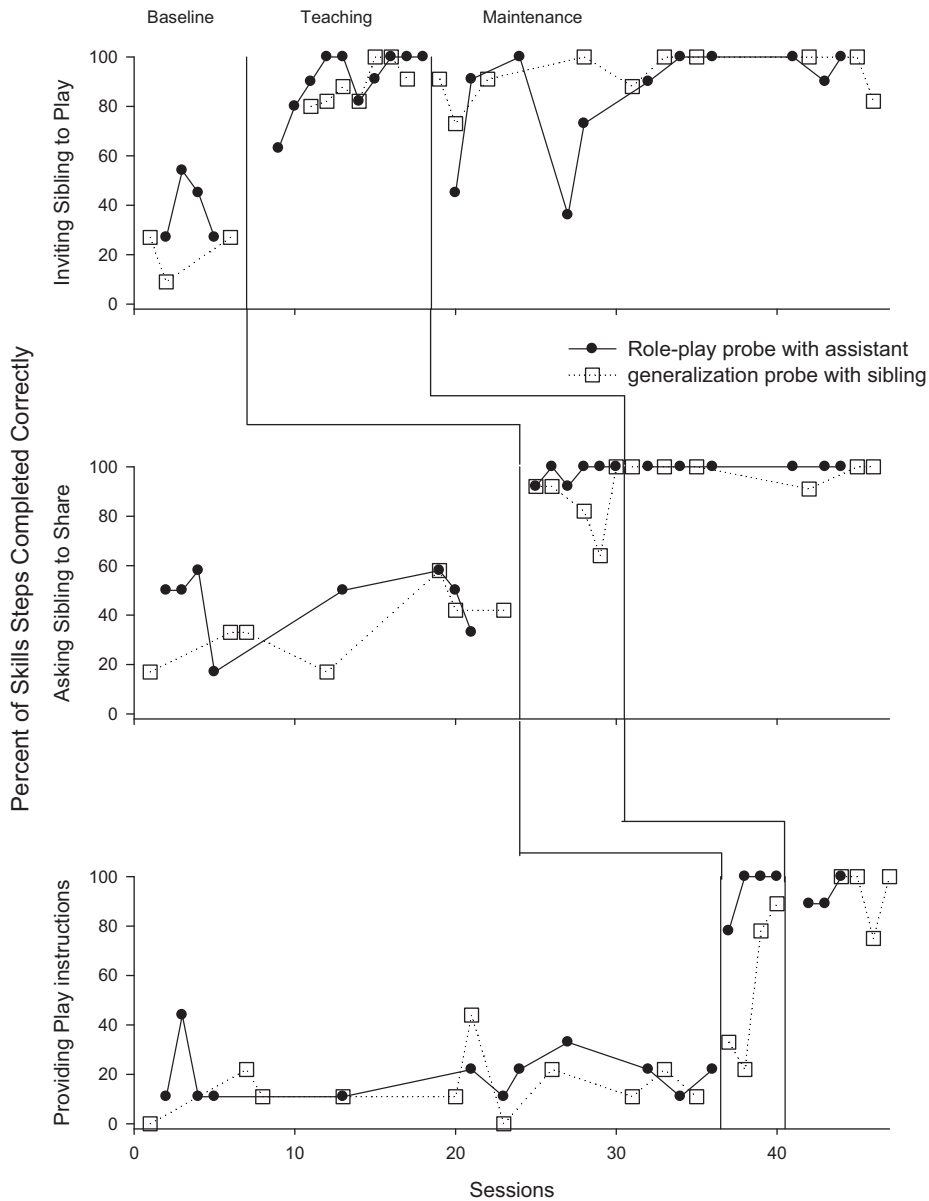 Baseline Teaching Maintenance
100
80
60
40
20
0
Inviting Sibling to Play
Role-play probe with assistant
generalization probe with sibling
Percent of Skills Steps Completed Correctly
100
80
60
40
20
0
Asking Sibling to Share
100
80
60
40
20
0
Providing Play instructions
0 10 20 30 40
Sessions